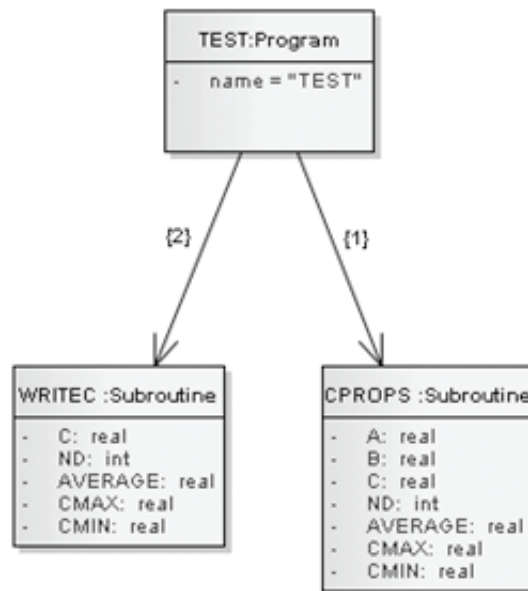 TEST:Program
- name = "TEST"
{2}
{1}
WRITEC :Subroutine
- C: real
- ND: int
- AVERAGE: real
- CMAX: real
- CMIN: real
CPROPS :Subroutine
- A: real
- B: real
- C: real
- ND: int
- AVERAGE: real
- CMAX: real
- CMIN: real